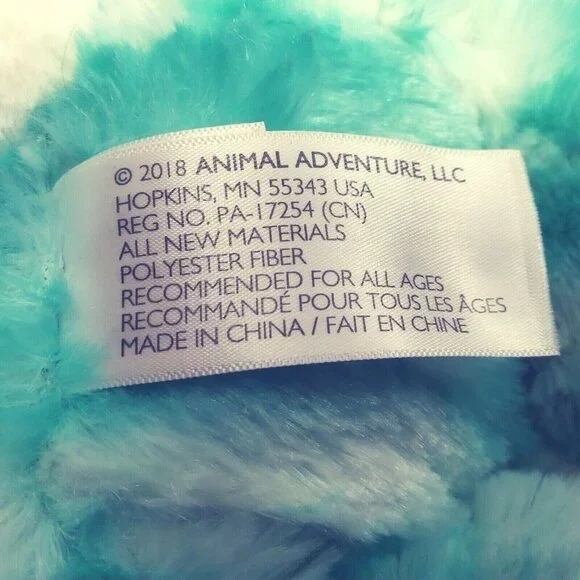 © 2018 ANIMAL ADVENTURE, LLC
HOPKINS, MN 55343 USA
REG NO. PA-17254 (CN)
ALL NEW MATERIALS
POLYESTER FIBER
RECOMMENDED FOR ALL AGES
RECOMMANDÉ POUR TOUS LES ÂGES
MADE IN CHINA / FAIT EN CHINE